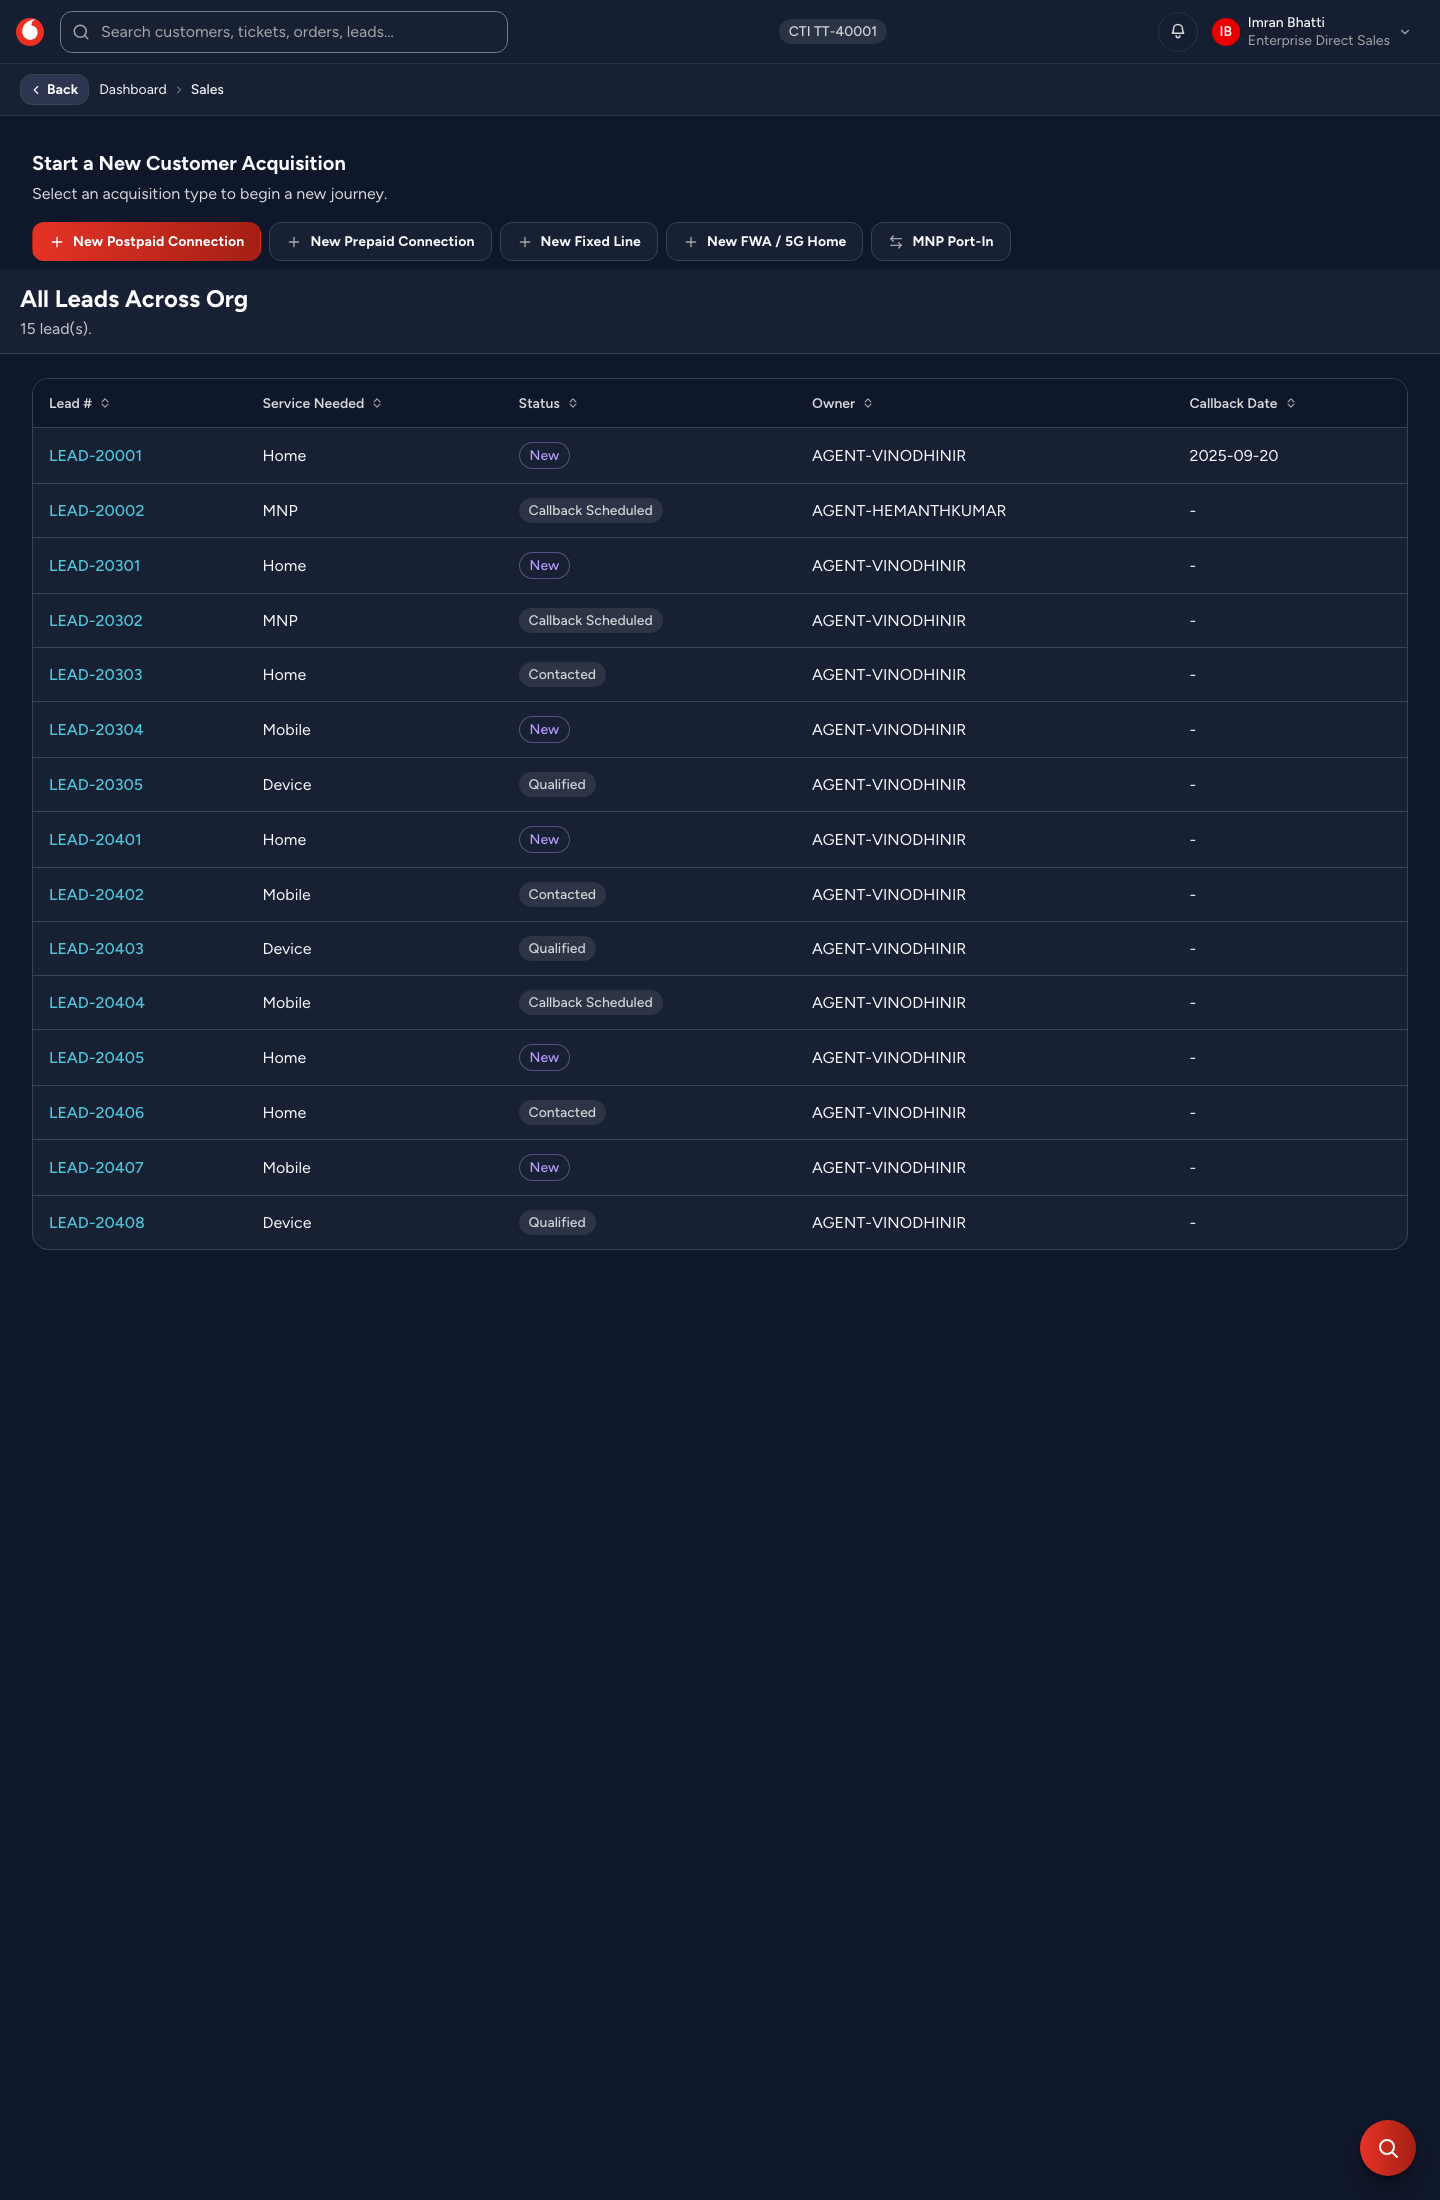 Search customers, tickets, orders, leads...
CTI TT-40001
IB
Imran Bhatti
Enterprise Direct Sales
Back
Dashboard
Sales
Start a New Customer Acquisition
Select an acquisition type to begin a new journey.
New Postpaid Connection
New Prepaid Connection
New Fixed Line
New FWA / 5G Home
MNP Port-In
All Leads Across Org
15 lead(s).
Lead # Service Needed Status Owner Callback Date
LEAD-20001 Home New AGENT-VINODHINIR 2025-09-20
LEAD-20002 MNP Callback Scheduled AGENT-HEMANTHKUMAR -
LEAD-20301 Home New AGENT-VINODHINIR -
LEAD-20302 MNP Callback Scheduled AGENT-VINODHINIR -
LEAD-20303 Home Contacted AGENT-VINODHINIR -
LEAD-20304 Mobile New AGENT-VINODHINIR -
LEAD-20305 Device Qualified AGENT-VINODHINIR -
LEAD-20401 Home New AGENT-VINODHINIR -
LEAD-20402 Mobile Contacted AGENT-VINODHINIR -
LEAD-20403 Device Qualified AGENT-VINODHINIR -
LEAD-20404 Mobile Callback Scheduled AGENT-VINODHINIR -
LEAD-20405 Home New AGENT-VINODHINIR -
LEAD-20406 Home Contacted AGENT-VINODHINIR -
LEAD-20407 Mobile New AGENT-VINODHINIR -
LEAD-20408 Device Qualified AGENT-VINODHINIR -